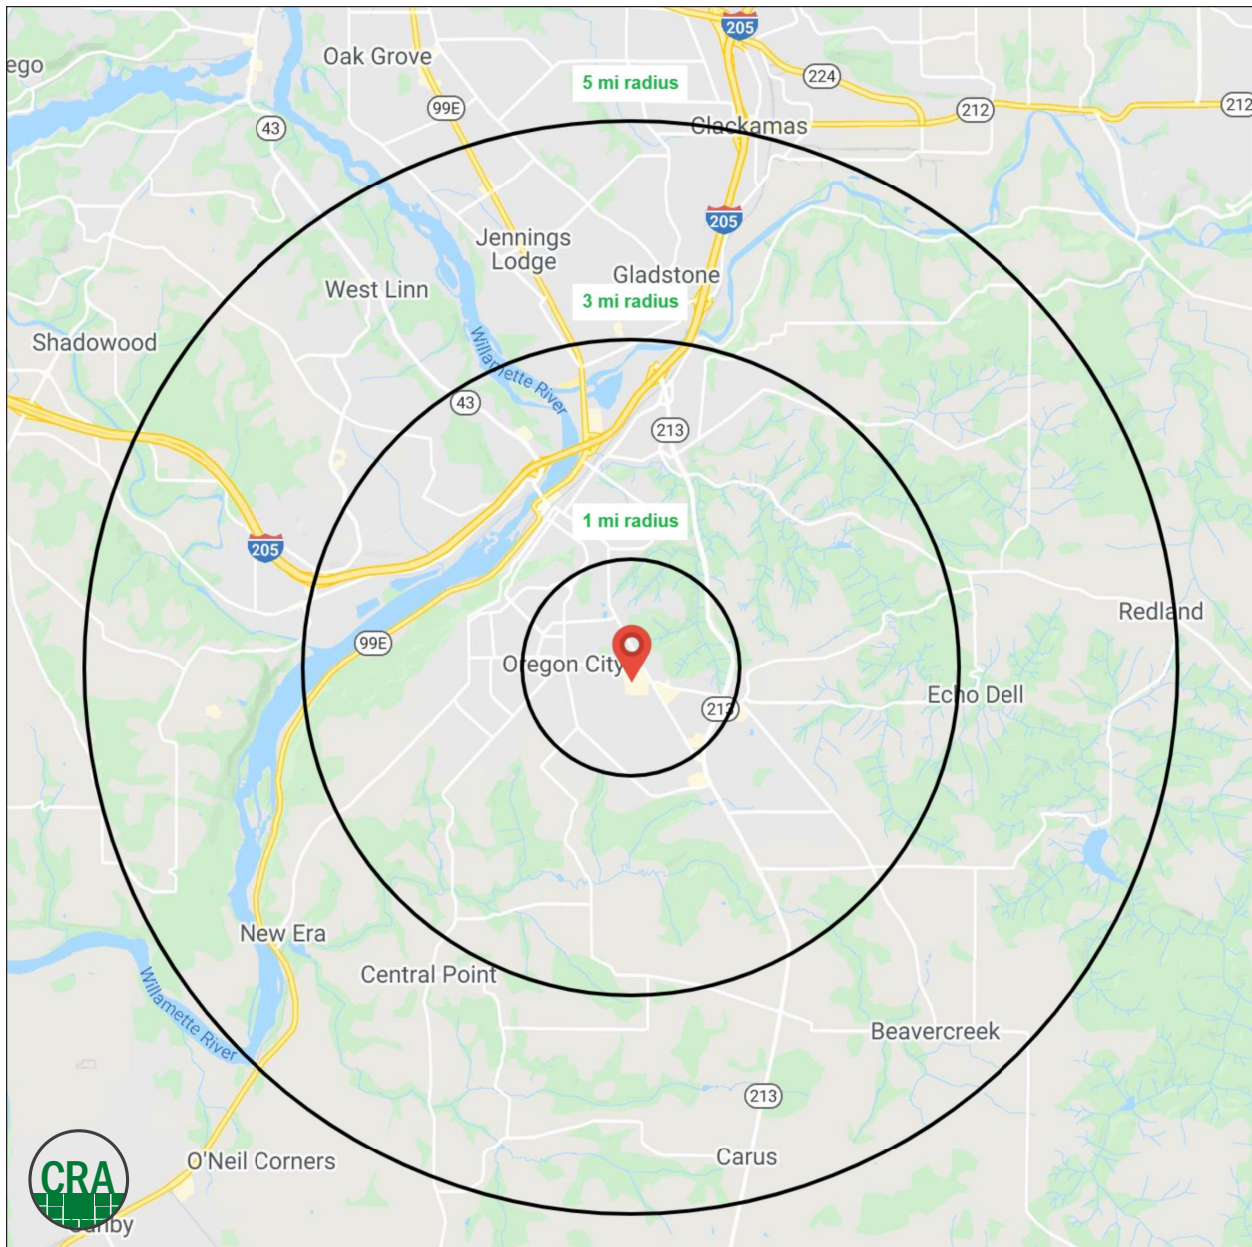 205
Oak Grove
ego
5 mi radius
224
99E
212
212
43
Clackamas
205
Jennings
Lodge
Gladstone
West Linn
3 mi radius
Shadowood
Willamette River
43
213
1 mi radius
205
Redland
99E
Oregon City
Echo Dell
213
New Era
Central Point
Willamette River
Beavercreek
213
Carus
O'Neil Corners
CRA